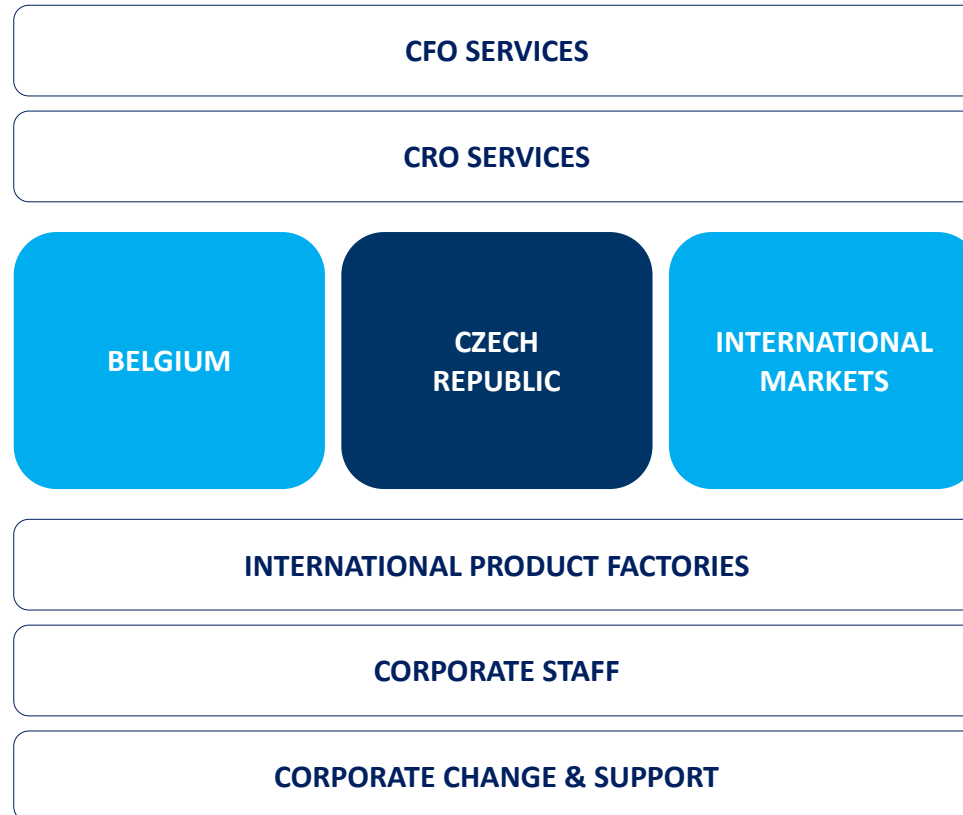 CFO SERVICES
CRO SERVICES
BELGIUM
CZECH
REPUBLIC
INTERNATIONAL
MARKETS
INTERNATIONAL PRODUCT FACTORIES
CORPORATE STAFF
CORPORATE CHANGE & SUPPORT